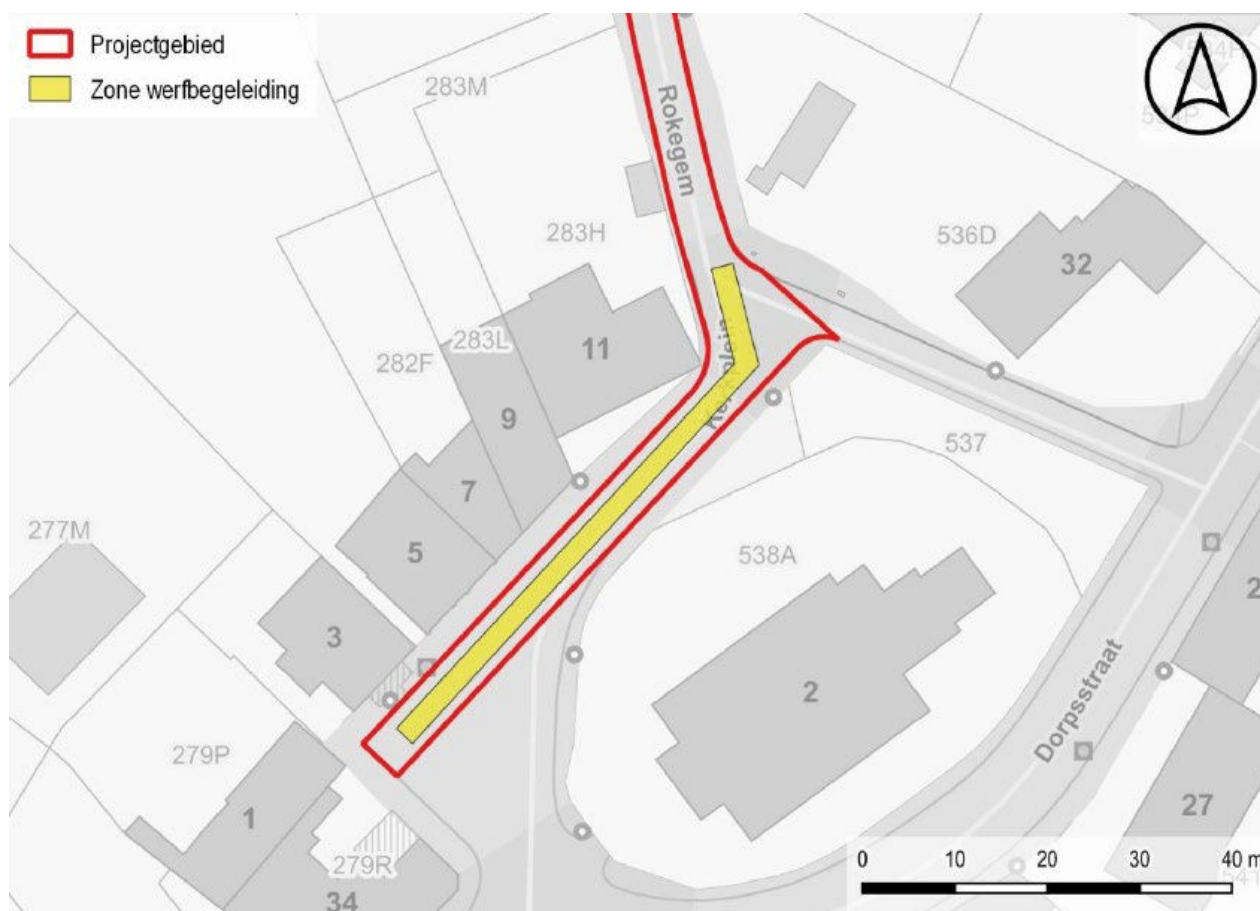 Projectgebied
Zone werfbegeleiding
283M
Rokegem
536D
32
283H
11
283L
282F
9
Kerkplein
537
7
277M
5
538A
3
2
2
Dorpsstraat
279P
1
27
279R
34
0 10 20 30 40 m